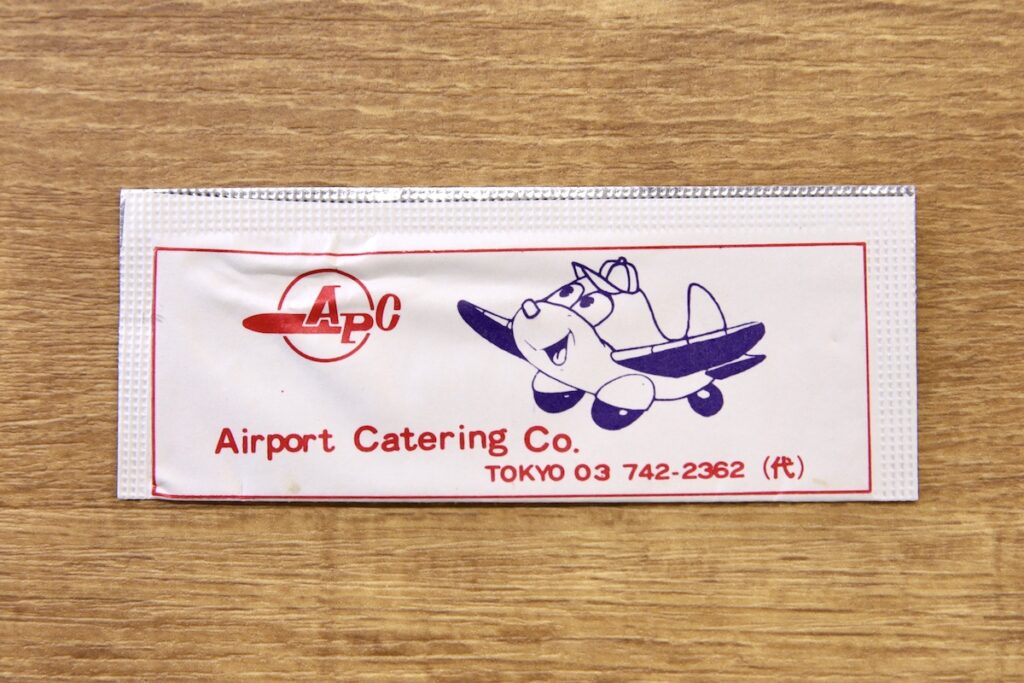 APC
Airport Catering Co.
TOKYO 03 742-2362 (代)